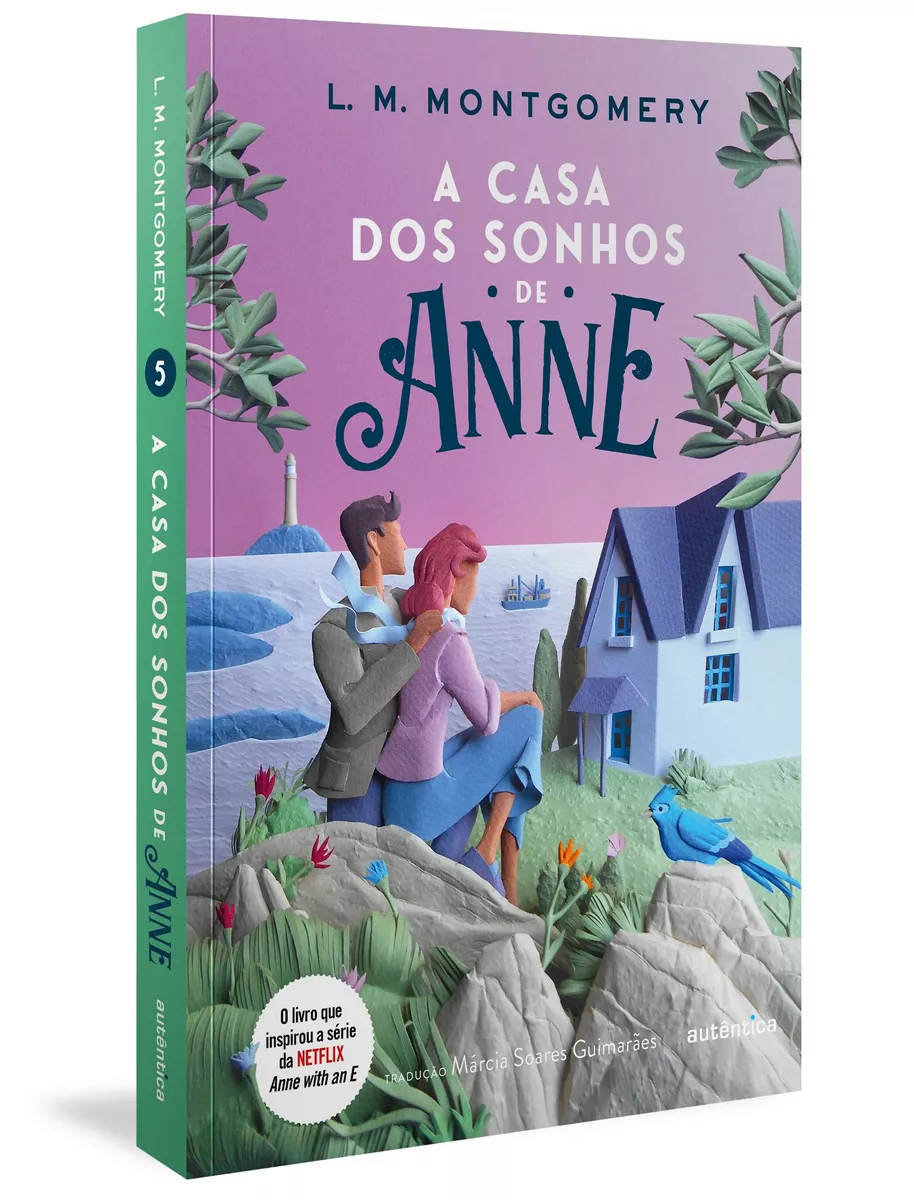 L. M. MONTGOMERY
A CASA
DOS SONHOS
DE
ANNE
O livro que
inspirou a série
da NETFLIX
Anne with an E
TRADUÇÃO Márcia Soares Guimarães
autêntica
L. M. MONTGOMERY
5
A CASA DOS SONHOS DE ANNE
autêntica